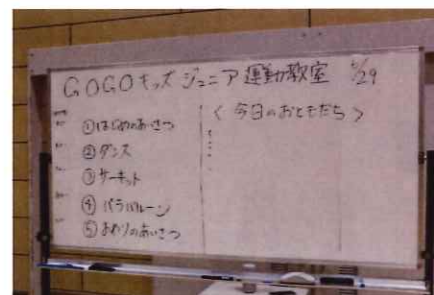 GOGOキッズジュニア運動教室 5/29
①はじめのあいさつ
②ダンス
③サーキット
④パラバルーン
⑤おわりのあいさつ
<今日のおともだち>